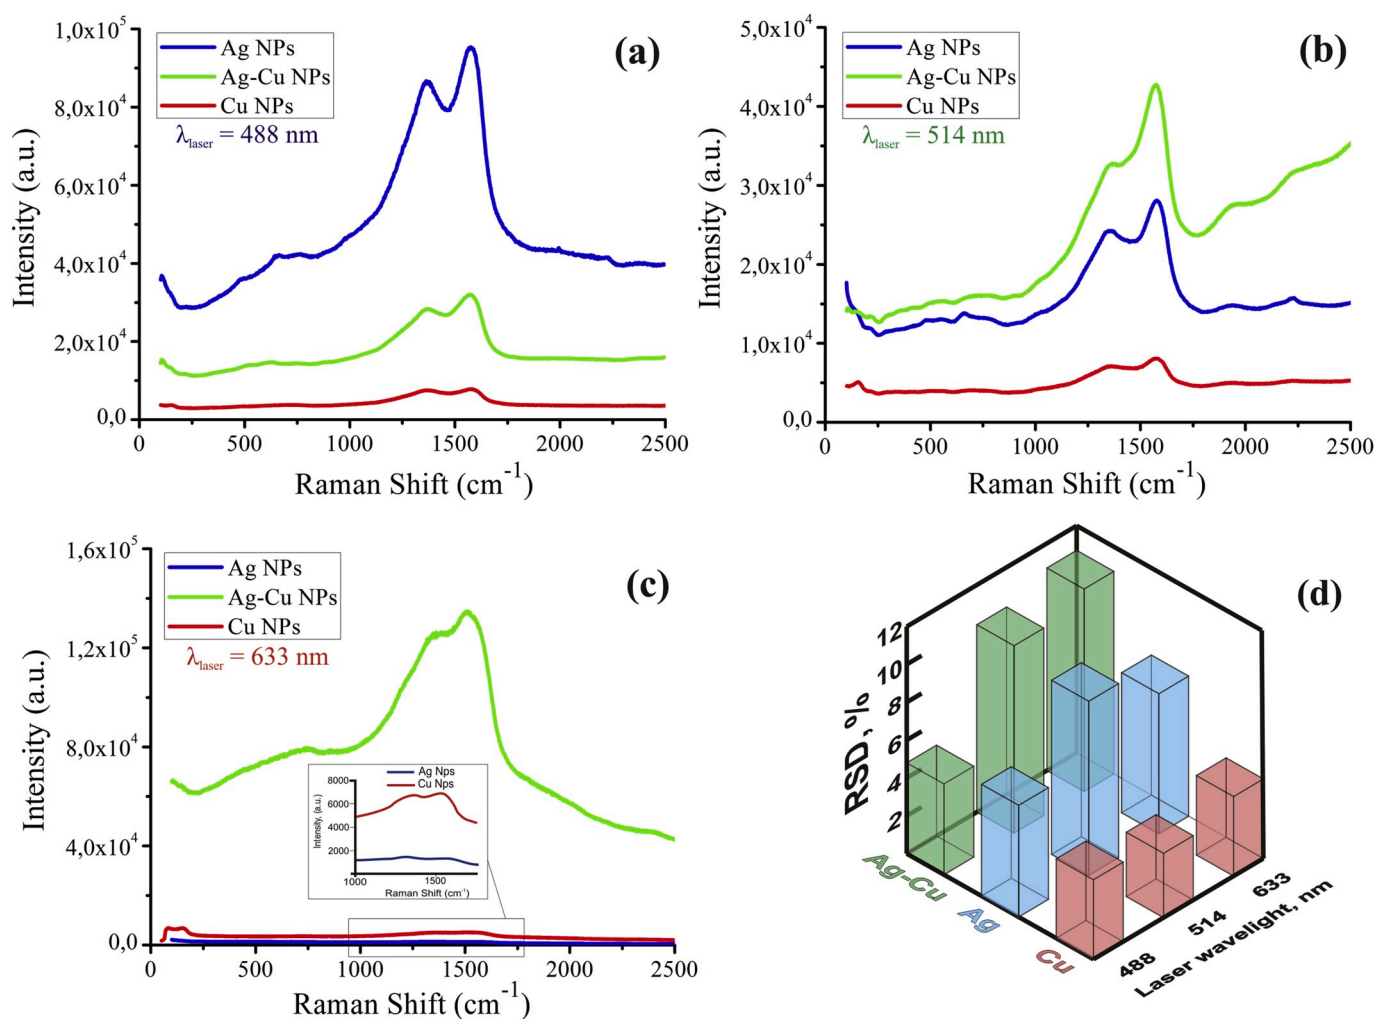 (a)
Ag NPs
Ag-Cu NPs
Cu NPs
λlaser = 488 nm
1,0x10^5
8,0x10^4
6,0x10^4
4,0x10^4
2,0x10^4
0,0
Intensity (a.u.)
0 500 1000 1500 2000 2500
Raman Shift (cm^-1)
(b)
Ag NPs
Ag-Cu NPs
Cu NPs
λlaser = 514 nm
5,0x10^4
4,0x10^4
3,0x10^4
2,0x10^4
1,0x10^4
0,0
Intensity (a.u.)
0 500 1000 1500 2000 2500
Raman Shift (cm^-1)
(c)
Ag NPs
Ag-Cu NPs
Cu NPs
λlaser = 633 nm
1,6x10^5
1,2x10^5
8,0x10^4
4,0x10^4
0,0
Intensity (a.u.)
Ag Nps
Cu Nps
8000
6000
4000
2000
Intensity, (a.u.)
1000 1500
Raman Shift (cm^-1)
0 500 1000 1500 2000 2500
Raman Shift (cm^-1)
(d)
12
10
8
6
4
2
RSD,%
Ag-Cu
Ag
Cu
488
514
633
Laser wavelight, nm